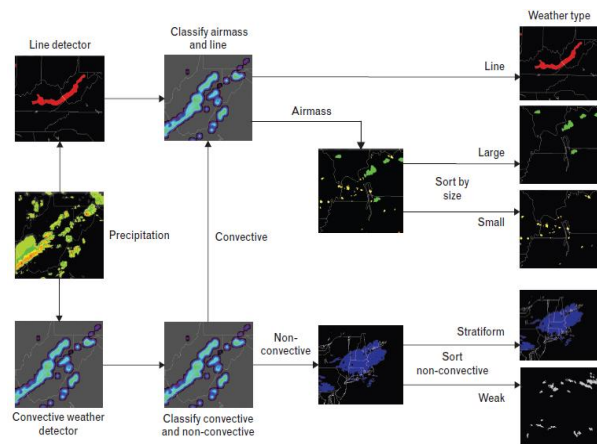 Line detector
Classify airmass
and line
Weather type
Line
Airmass
Large
Sort by
size
Small
Precipitation
Convective
Non-
convective
Stratiform
Sort
non-convective
Weak
Convective weather
detector
Classify convective
and non-convective